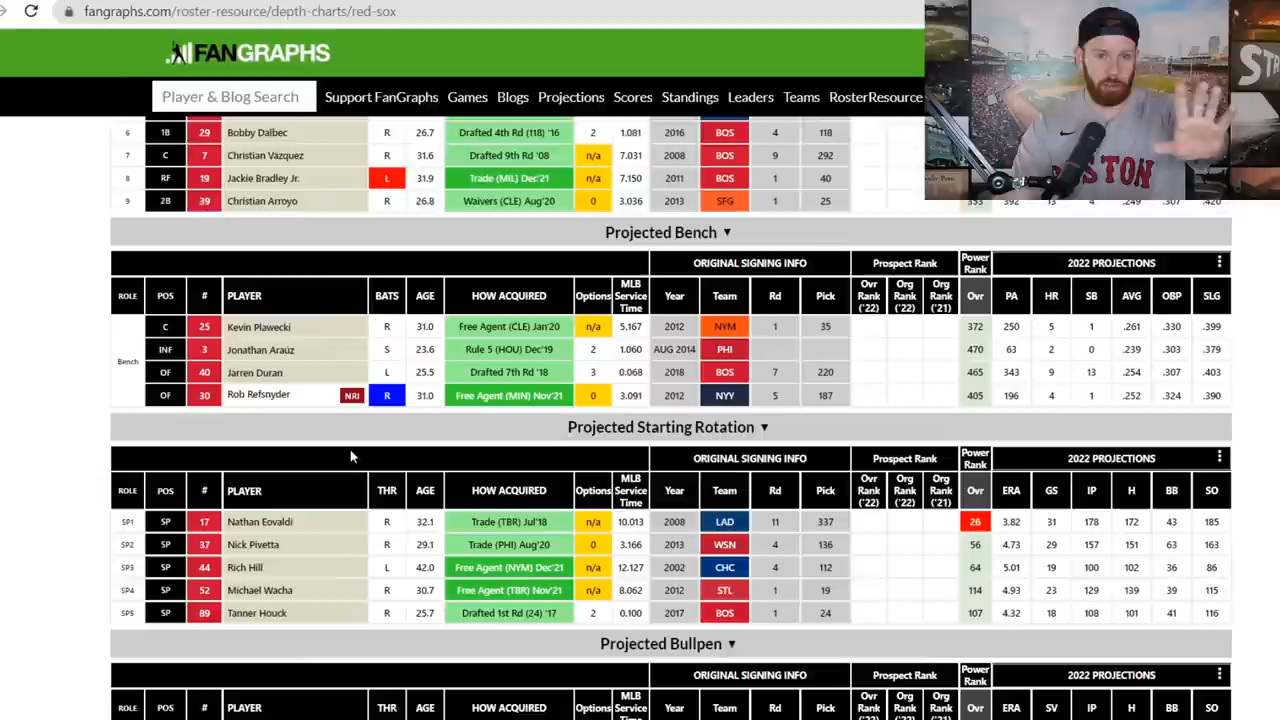 fangraphs.com/roster-resource/depth-charts/red-sox
FANGRAPHS
Player & Blog Search Support FanGraphs Games Blogs Projections Scores Standings Leaders Teams RosterResource
STR
BOSTON
6 1B 29 Bobby Dalbec R 26.7 Drafted 4th Rd (118) '16 2 1.081 2016 BOS 4 118
7 C 7 Christian Vázquez R 31.6 Drafted 9th Rd '08 n/a 7.031 2008 BOS 9 292
8 RF 19 Jackie Bradley Jr. L 31.9 Trade (MIL) Dec'21 n/a 7.150 2011 BOS 1 40
9 2B 39 Christian Arroyo R 26.8 Waivers (CLE) Aug'20 0 3.036 2013 SFG 1 25 353 392 13 4 .249 .307 .420
Projected Bench ▼
ORIGINAL SIGNING INFO Prospect Rank Power Rank 2022 PROJECTIONS
ROLE POS # PLAYER BATS AGE HOW ACQUIRED Options MLB Service Time Year Team Rd Pick Ovr Rank ('22) Org Rank ('22) Org Rank ('21) Ovr PA HR SB AVG OBP SLG
Bench
C 25 Kevin Plawecki R 31.0 Free Agent (CLE) Jan'20 n/a 5.167 2012 NYM 1 35 372 250 5 1 .261 .330 .399
INF 3 Jonathan Araúz S 23.6 Rule 5 (HOU) Dec'19 2 1.060 AUG 2014 PHI 470 63 2 0 .239 .303 .379
OF 40 Jarren Duran L 25.5 Drafted 7th Rd '18 3 0.068 2018 BOS 7 220 465 343 9 13 .254 .307 .403
OF 30 Rob Refsnyder NRI R 31.0 Free Agent (MIN) Nov'21 0 3.091 2012 NYY 5 187 405 196 4 1 .252 .324 .390
Projected Starting Rotation ▼
ORIGINAL SIGNING INFO Prospect Rank Power Rank 2022 PROJECTIONS
ROLE POS # PLAYER THR AGE HOW ACQUIRED Options MLB Service Time Year Team Rd Pick Ovr Rank ('22) Org Rank ('22) Org Rank ('21) Ovr ERA GS IP H BB SO
SP1 SP 17 Nathan Eovaldi R 32.1 Trade (TBR) Jul'18 n/a 10.013 2008 LAD 11 337 26 3.82 31 178 172 43 185
SP2 SP 37 Nick Pivetta R 29.1 Trade (PHI) Aug'20 0 3.166 2013 WSN 4 136 56 4.73 29 157 151 63 163
SP3 SP 44 Rich Hill L 42.0 Free Agent (NYM) Dec'21 n/a 12.127 2002 CHC 4 112 64 5.01 19 100 102 36 86
SP4 SP 52 Michael Wacha R 30.7 Free Agent (TBR) Nov'21 n/a 8.062 2012 STL 1 19 114 4.93 23 129 139 39 115
SP5 SP 89 Tanner Houck R 25.7 Drafted 1st Rd (24) '17 2 0.100 2017 BOS 1 24 107 4.32 18 108 101 41 116
Projected Bullpen ▼
ORIGINAL SIGNING INFO Prospect Rank Power Rank 2022 PROJECTIONS
ROLE POS # PLAYER THR AGE HOW ACQUIRED Options MLB Service Time Year Team Rd Pick Ovr Rank ('22) Org Rank ('22) Org Rank ('21) Ovr ERA SV IP H BB SO